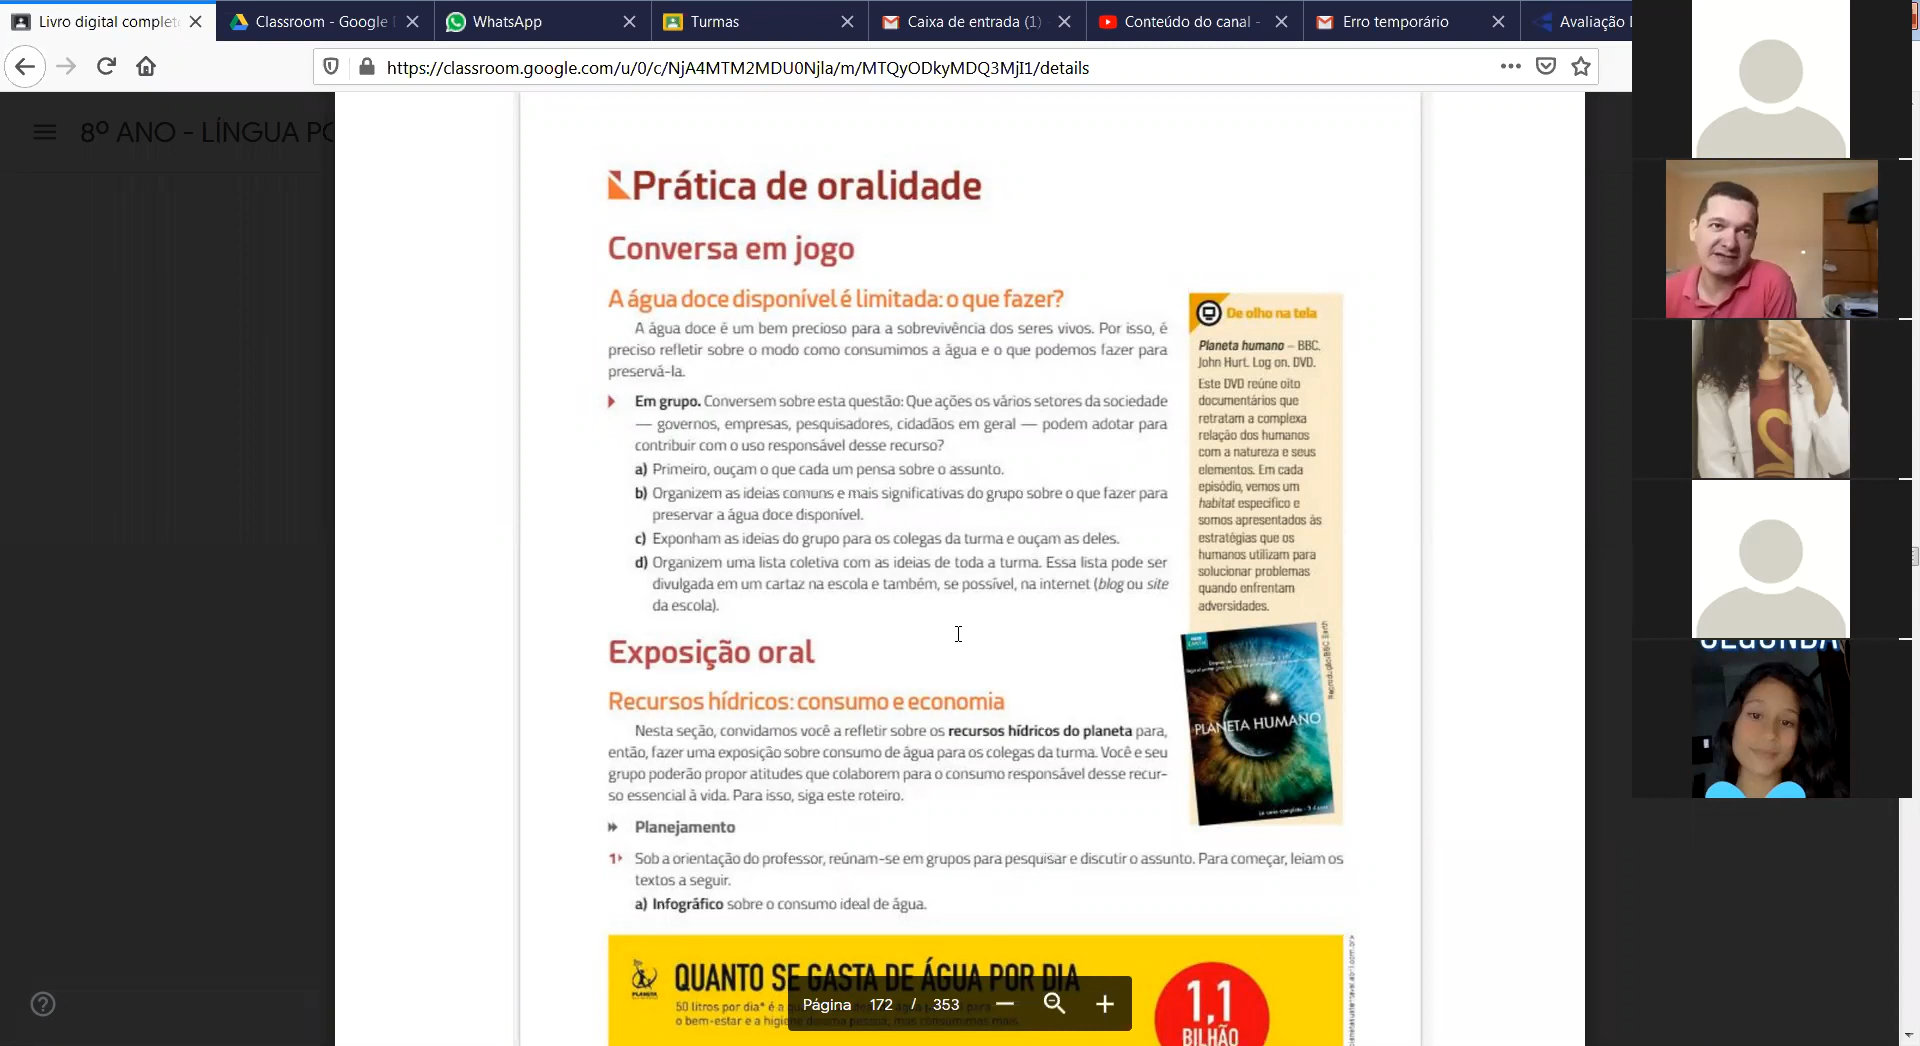 Livro digital complet
Classroom - Google
WhatsApp
Turmas
Caixa de entrada (1)
Conteúdo do canal -
Erro temporário
Avaliação
https://classroom.google.com/u/0/c/NjA4MTM2MDU0Njla/m/MTQyODkyMDQ3MjI1/details
8º ANO - LÍNGUA PO
Prática de oralidade
Conversa em jogo
A água doce disponível é limitada: o que fazer?
A água doce é um bem precioso para a sobrevivência dos seres vivos. Por isso, é
preciso refletir sobre o modo como consumimos a água e o que podemos fazer para
preservá-la.
Em grupo. Conversem sobre esta questão: Que ações os vários setores da sociedade
— governos, empresas, pesquisadores, cidadãos em geral — podem adotar para
contribuir com o uso responsável desse recurso?
a) Primeiro, ouçam o que cada um pensa sobre o assunto.
b) Organizem as ideias comuns e mais significativas do grupo sobre o que fazer para
preservar a água doce disponível.
c) Exponham as ideias do grupo para os colegas da turma e ouçam as deles.
d) Organizem uma lista coletiva com as ideias de toda a turma. Essa lista pode ser
divulgada em um cartaz na escola e também, se possível, na internet (blog ou site
da escola).
De olho na tela
Planeta humano – BBC.
John Hurt. Log on. DVD.
Este DVD reúne oito
documentários que
retratam a complexa
relação dos humanos
com a natureza e seus
elementos. Em cada
episódio, vemos um
habitat específico e
somos apresentados às
estratégias que os
humanos utilizam para
solucionar problemas
quando enfrentam
adversidades.
PLANETA HUMANO
Reprodução/BBC Earth
Exposição oral
Recursos hídricos: consumo e economia
Nesta seção, convidamos você a refletir sobre os recursos hídricos do planeta para,
então, fazer uma exposição sobre consumo de água para os colegas da turma. Você e seu
grupo poderão propor atitudes que colaborem para o consumo responsável desse recur-
so essencial à vida. Para isso, siga este roteiro.
Planejamento
1 Sob a orientação do professor, reúnam-se em grupos para pesquisar e discutir o assunto. Para começar, leiam os
textos a seguir.
a) Infográfico sobre o consumo ideal de água.
PLANETA
QUANTO SE GASTA DE ÁGUA POR DIA
50 litros por dia* é a
o bem-estar e a higi
1,1
BILHÃO
Página 172 / 353
SEGUNDA